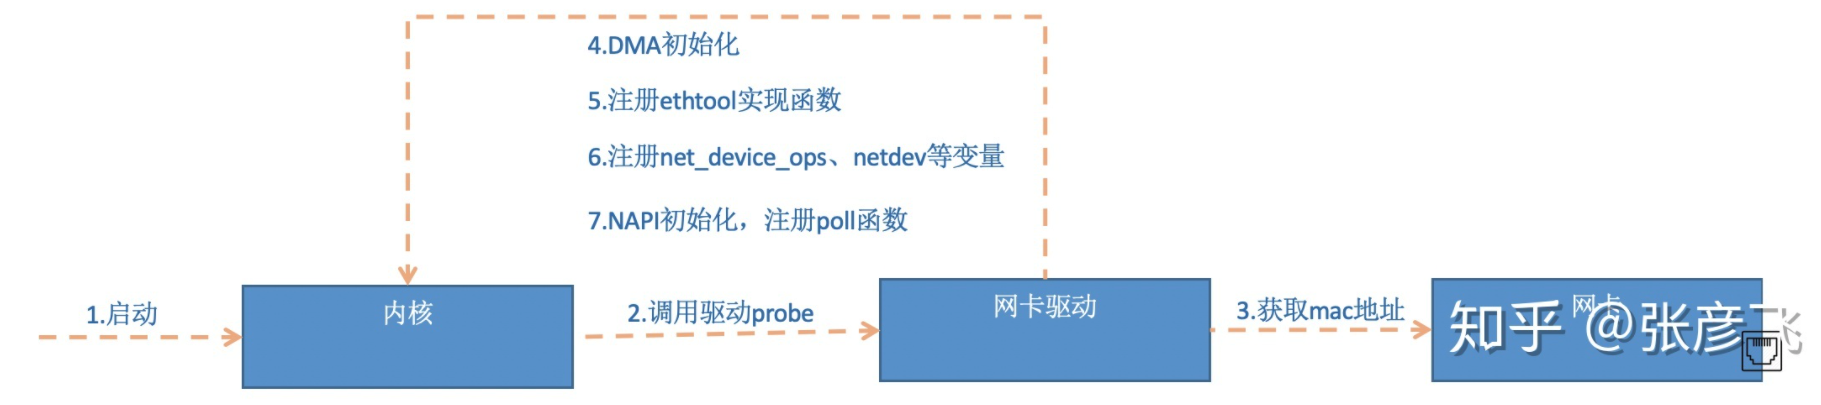 4.DMA初始化
5.注册ethtool实现函数
6.注册net_device_ops、netdev等变量
7.NAPI初始化，注册poll函数
1.启动
内核
2.调用驱动probe
网卡驱动
3.获取mac地址
网卡
知乎 @张彦飞